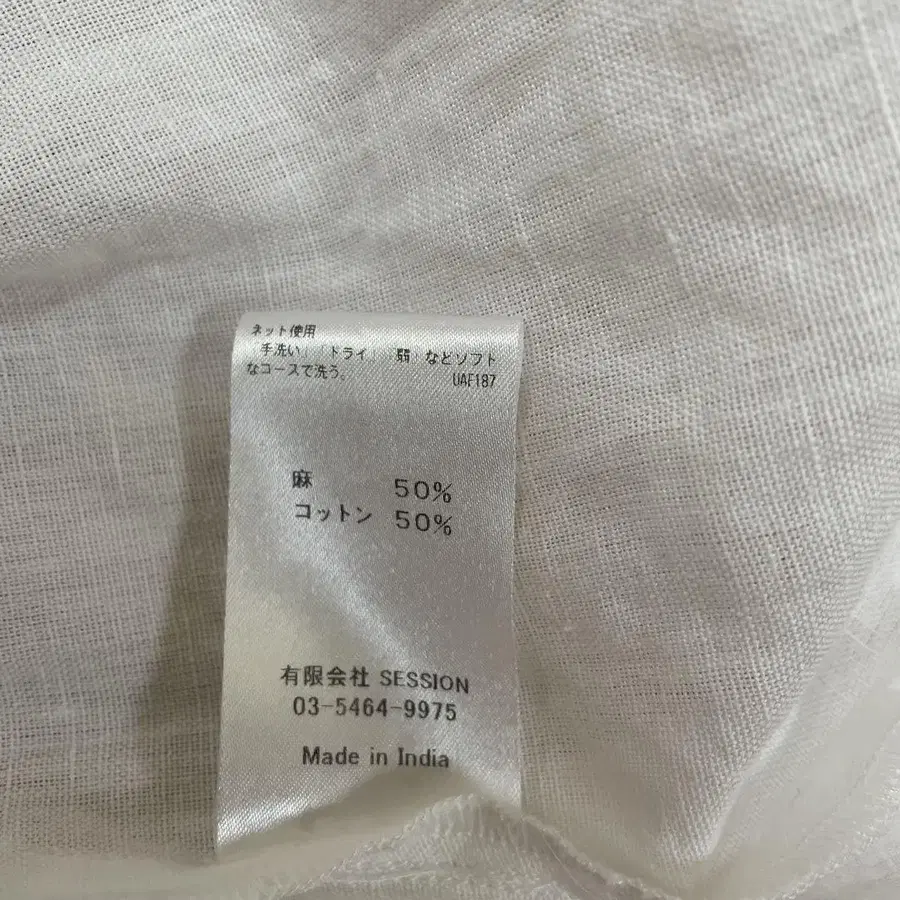 ネット使用
「手洗い」「ドライ」「弱」などソフト
なコースで洗う。 UAF187
麻 50%
コットン 50%
有限会社 SESSION
03-5464-9975
Made in India